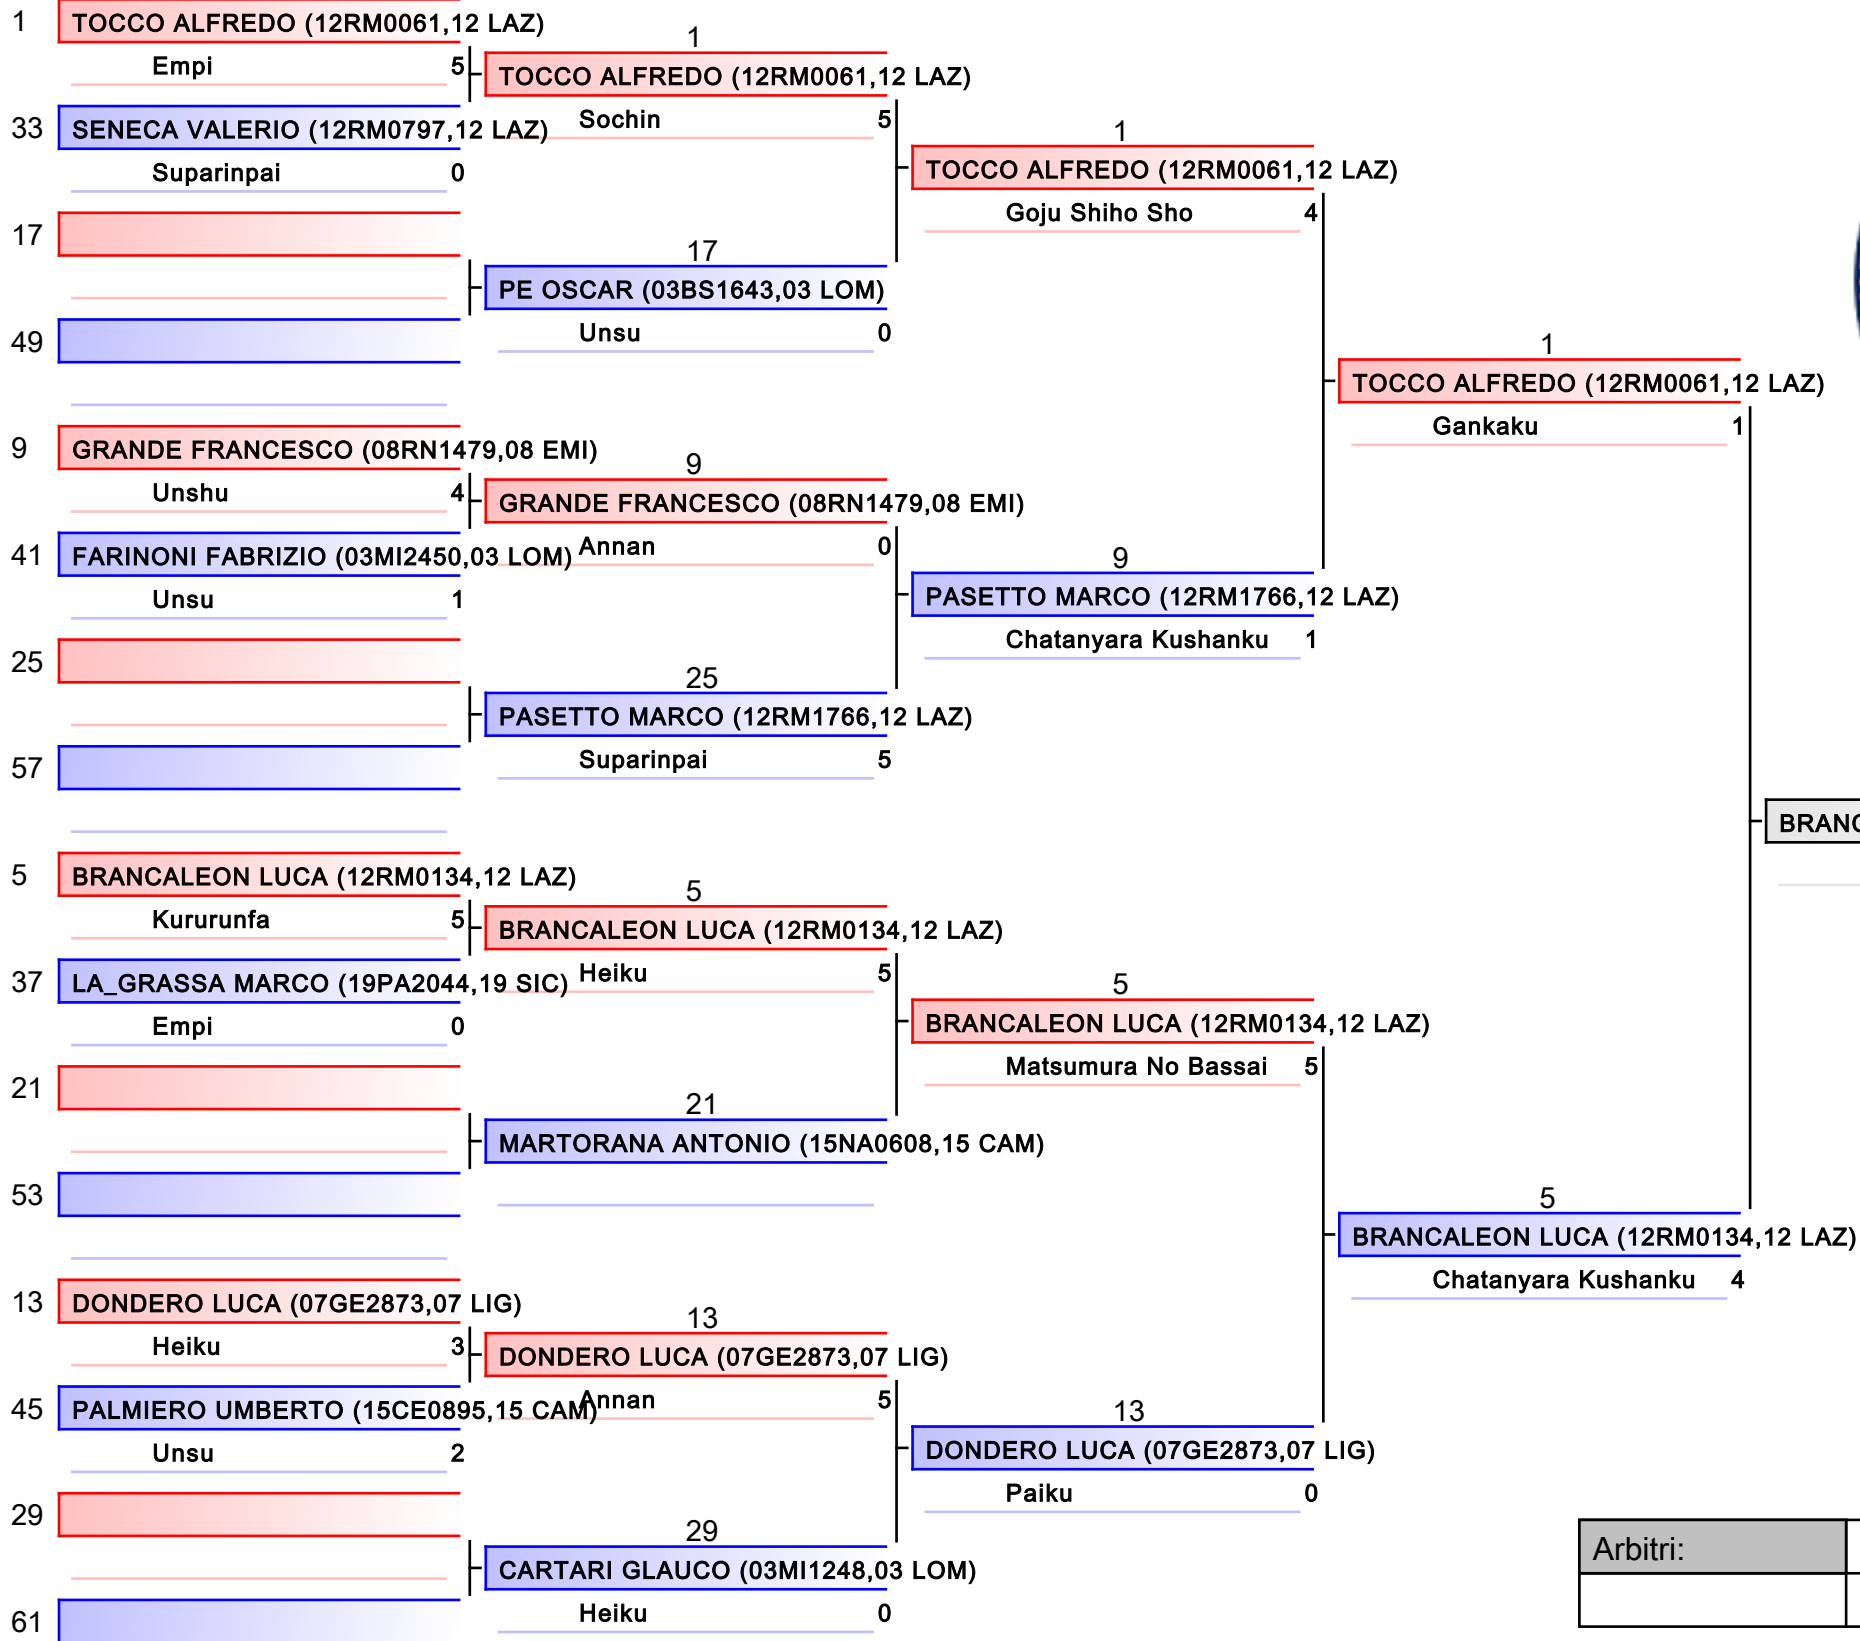 1
TOCCO ALFREDO (12RM0061,12 LAZ)
Empi 5
33
SENECA VALERIO (12RM0797,12 LAZ)
Suparinpai 0
17
49
9
GRANDE FRANCESCO (08RN1479,08 EMI)
Unshu 4
41
FARINONI FABRIZIO (03MI2450,03 LOM)
Unsu 1
25
57
5
BRANCALEON LUCA (12RM0134,12 LAZ)
Kururunfa 5
37
LA_GRASSA MARCO (19PA2044,19 SIC)
Empi 0
21
53
13
DONDERO LUCA (07GE2873,07 LIG)
Heiku 3
45
PALMIERO UMBERTO (15CE0895,15 CAM)
Unsu 2
29
61
1
TOCCO ALFREDO (12RM0061,12 LAZ)
Sochin 5
17
PE OSCAR (03BS1643,03 LOM)
Unsu 0
9
GRANDE FRANCESCO (08RN1479,08 EMI)
Annan 0
25
PASETTO MARCO (12RM1766,12 LAZ)
Suparinpai 5
5
BRANCALEON LUCA (12RM0134,12 LAZ)
Heiku 5
21
MARTORANA ANTONIO (15NA0608,15 CAM)
13
DONDERO LUCA (07GE2873,07 LIG)
Annan 5
29
CARTARI GLAUCO (03MI1248,03 LOM)
Heiku 0
1
TOCCO ALFREDO (12RM0061,12 LAZ)
Goju Shiho Sho 4
9
PASETTO MARCO (12RM1766,12 LAZ)
Chatanyara Kushanku 1
5
BRANCALEON LUCA (12RM0134,12 LAZ)
Matsumura No Bassai 5
13
DONDERO LUCA (07GE2873,07 LIG)
Paiku 0
1
TOCCO ALFREDO (12RM0061,12 LAZ)
Gankaku 1
5
BRANCALEON LUCA (12RM0134,12 LAZ)
Chatanyara Kushanku 4
Arbitri: